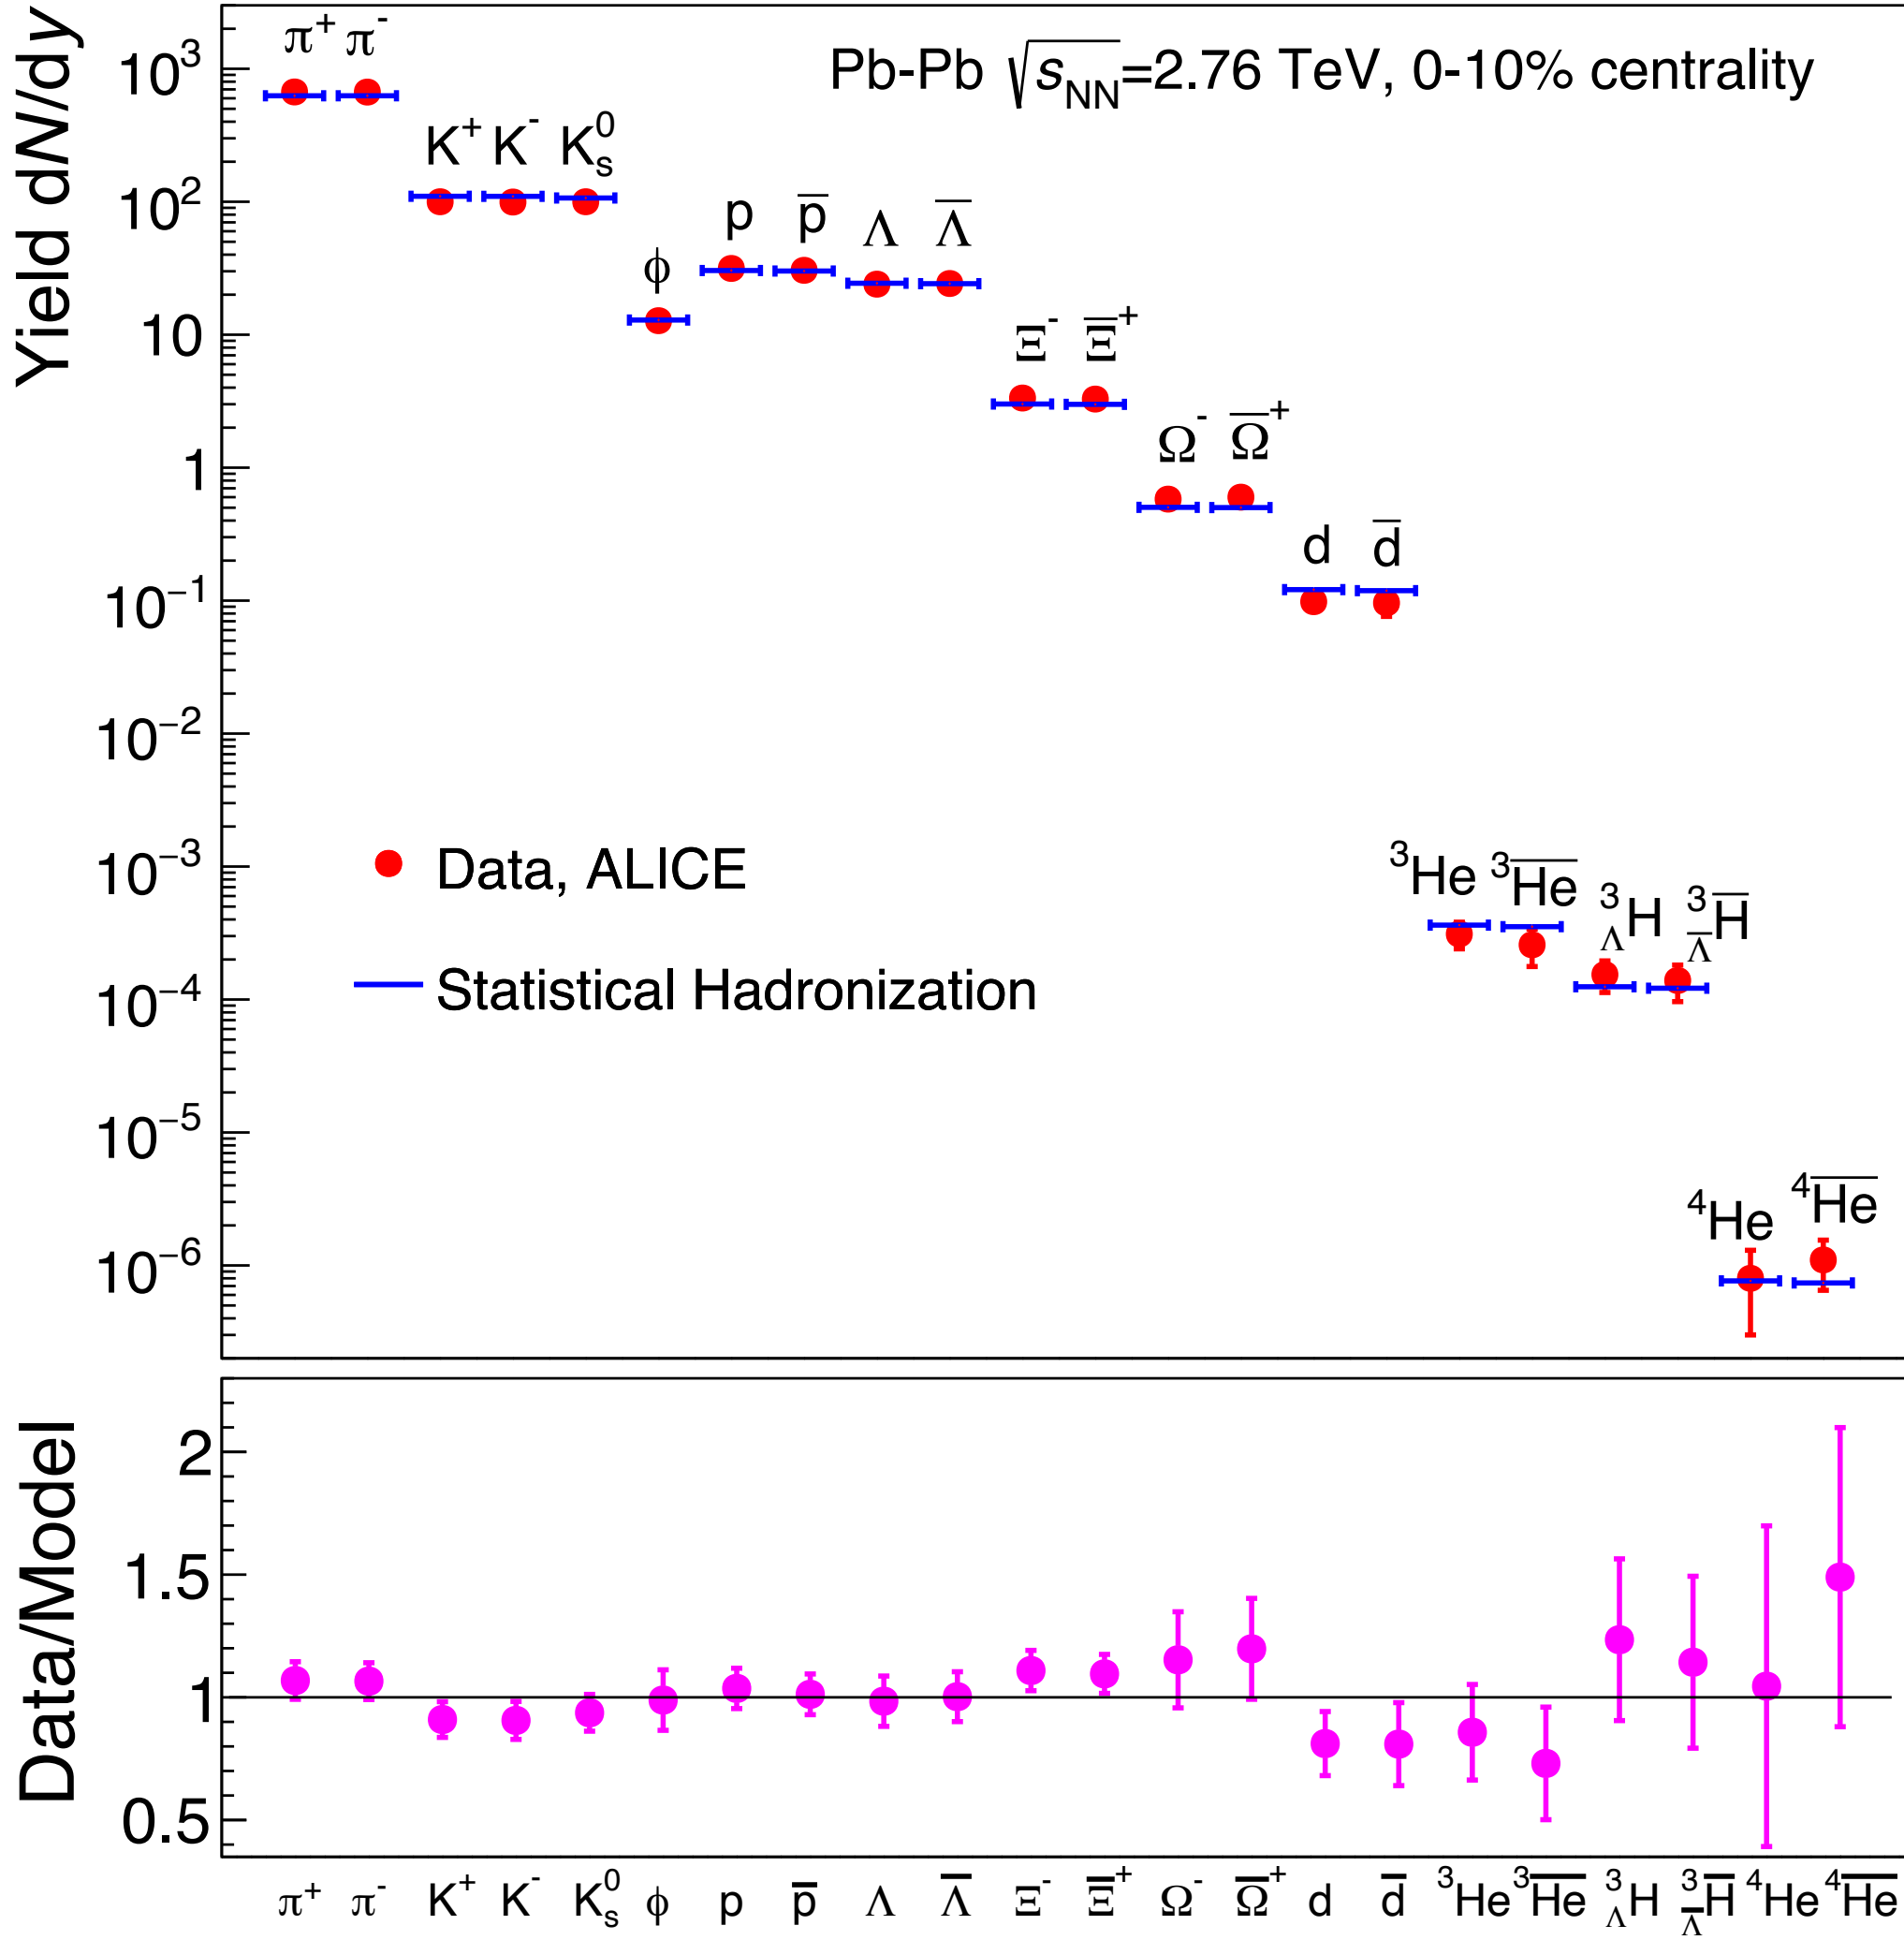 Yield dN/dy
10³
10²
10
1
10⁻¹
10⁻²
10⁻³
10⁻⁴
10⁻⁵
10⁻⁶
Pb-Pb √sNN=2.76 TeV, 0-10% centrality
π⁺ π⁻
K⁺ K⁻ K⁰s
ϕ
p p̅ Λ Λ̅
Ξ⁻ Ξ̅⁺
Ω⁻ Ω̅⁺
d d̅
³He ³H̅e̅
³ΛH ³Λ̅H̅
⁴He ⁴H̅e̅
Data, ALICE
Statistical Hadronization
Data/Model
2
1.5
1
0.5
π⁺ π⁻ K⁺ K⁻ K⁰s ϕ p p̅ Λ Λ̅ Ξ⁻ Ξ̅⁺ Ω⁻ Ω̅⁺ d d̅ ³He ³H̅e̅ ³ΛH ³Λ̅H̅ ⁴He ⁴H̅e̅